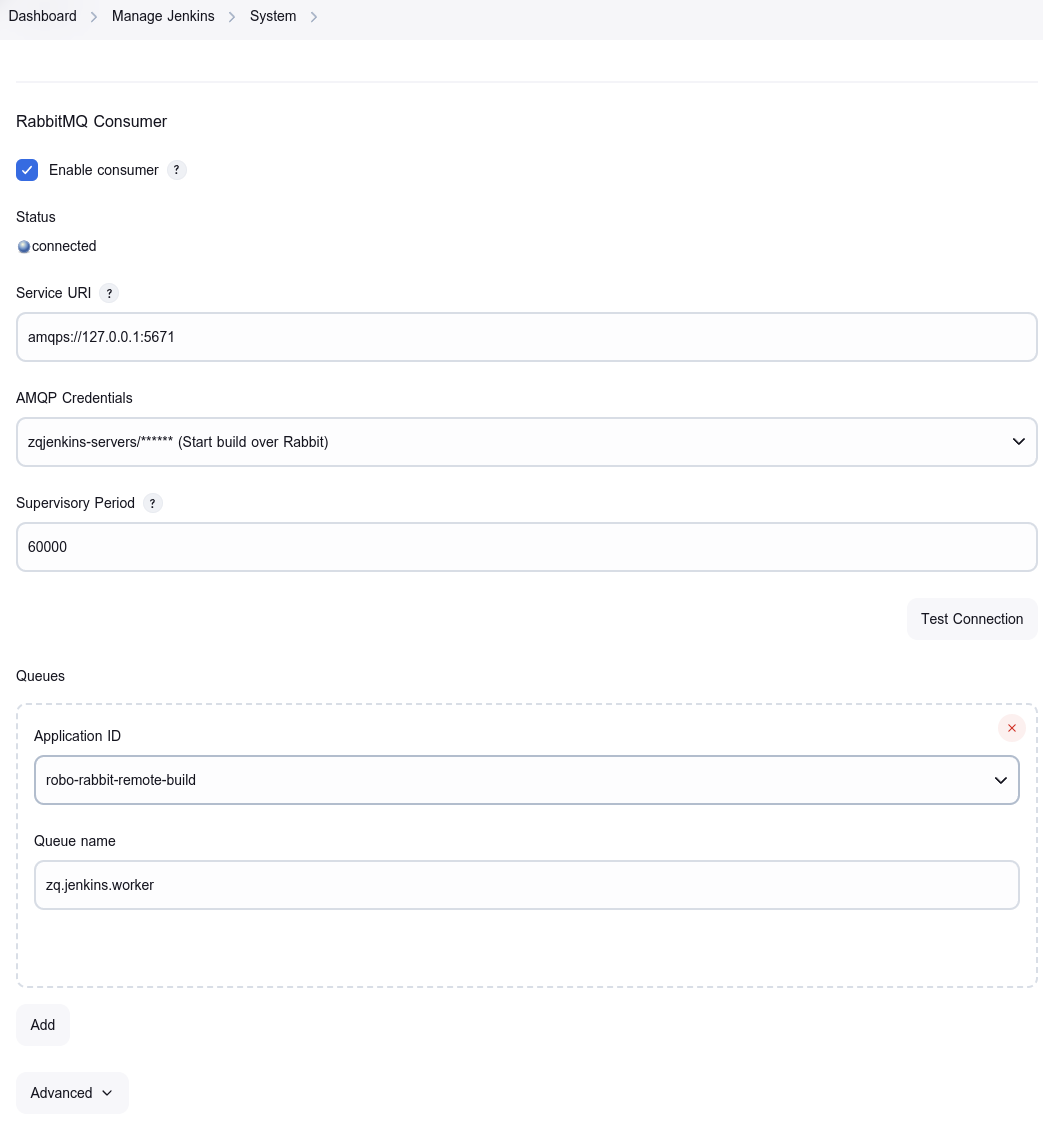 Dashboard > Manage Jenkins > System >
RabbitMQ Consumer
Enable consumer ?
Status
connected
Service URI ?
amqps://127.0.0.1:5671
AMQP Credentials
zqjenkins-servers/****** (Start build over Rabbit)
Supervisory Period ?
60000
Test Connection
Queues
Application ID
robo-rabbit-remote-build
Queue name
zq.jenkins.worker
Add
Advanced